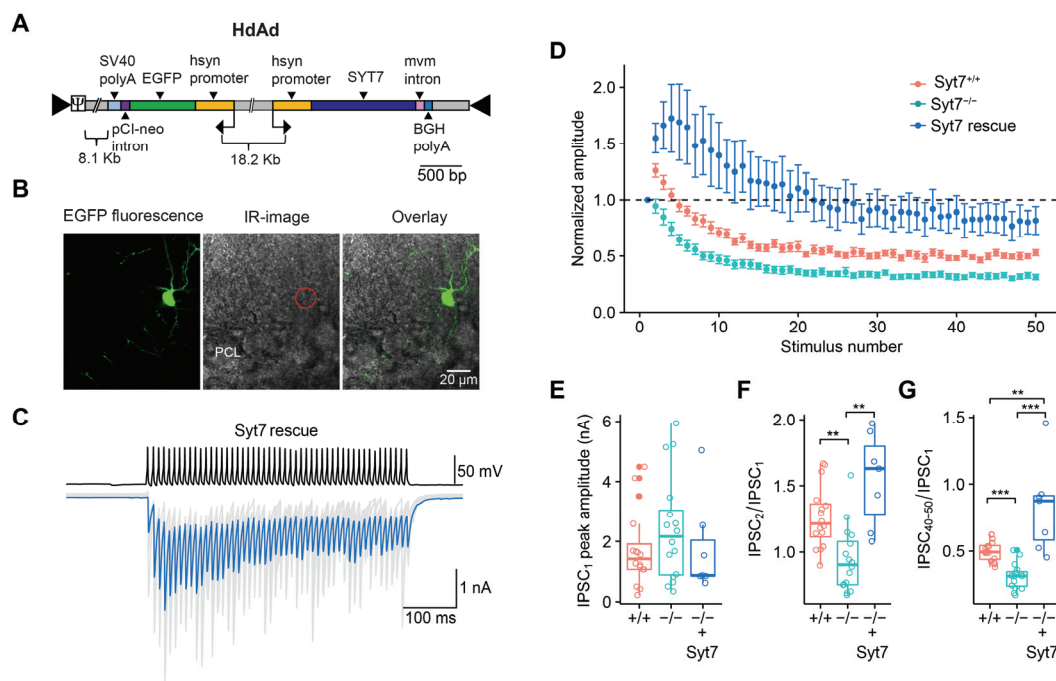 A
HdAd
SV40 polyA
EGFP
hsyn promoter
hsyn promoter
SYT7
mvm intron
Ψ
8.1 Kb
pCI-neo intron
18.2 Kb
BGH polyA
500 bp
B
EGFP fluorescence
IR-image
Overlay
PCL
20 µm
C
Syt7 rescue
50 mV
1 nA
100 ms
D
Normalized amplitude
2.0
1.5
1.0
0.5
0
0 10 20 30 40 50
Stimulus number
Syt7+/+
Syt7−/−
Syt7 rescue
E
IPSC1 peak amplitude (nA)
6
4
2
0
+/+ −/− −/−
+
Syt7
F
IPSC2/IPSC1
2.0
1.5
1.0
** **
+/+ −/− −/−
+
Syt7
G
IPSC40-50/IPSC1
1.5
1.0
0.5
**
***
***
+/+ −/− −/−
+
Syt7